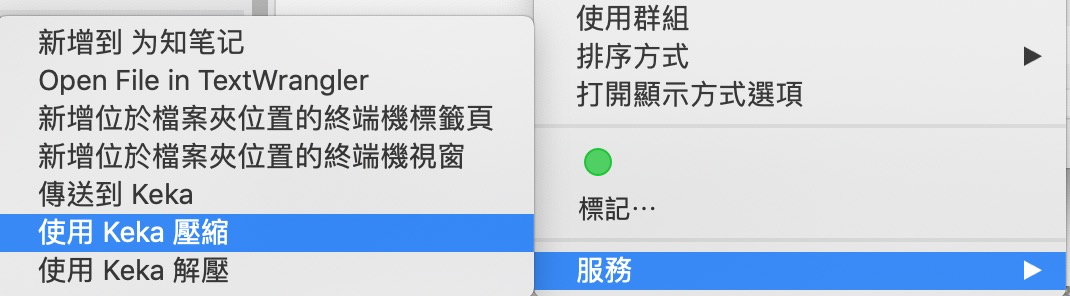 新增到 为知笔记
Open File in TextWrangler
新增位於檔案夾位置的終端機標籤頁
新增位於檔案夾位置的終端機視窗
傳送到 Keka
使用 Keka 壓縮
使用 Keka 解壓
使用群組
排序方式
打開顯示方式選項
標記⋯
服務